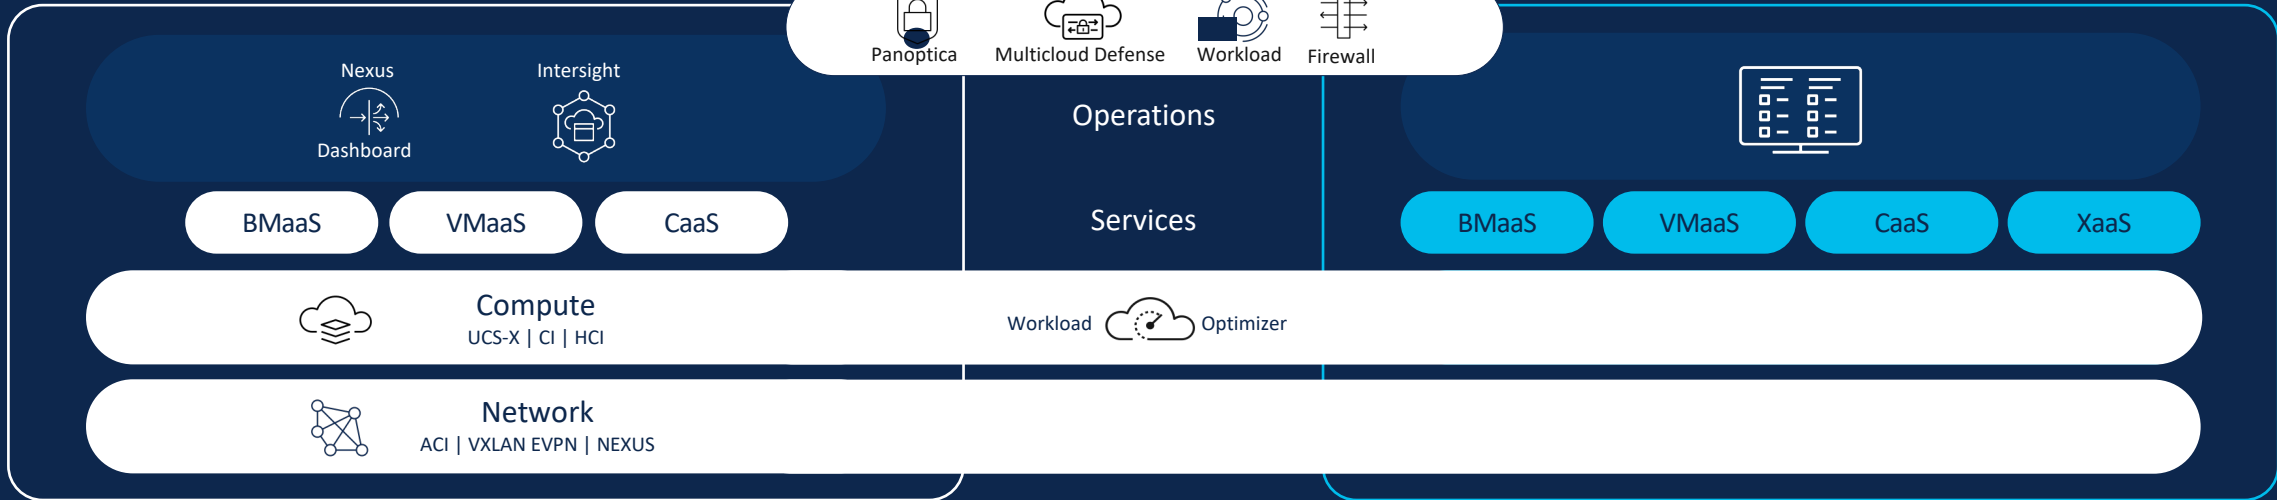 Panoptica
Multicloud Defense
Workload
Firewall
Nexus
Dashboard
Intersight
Operations
BMaaS
VMaaS
CaaS
Services
BMaaS
VMaaS
CaaS
XaaS
Compute
UCS-X | CI | HCI
Workload
Optimizer
Network
ACI | VXLAN EVPN | NEXUS